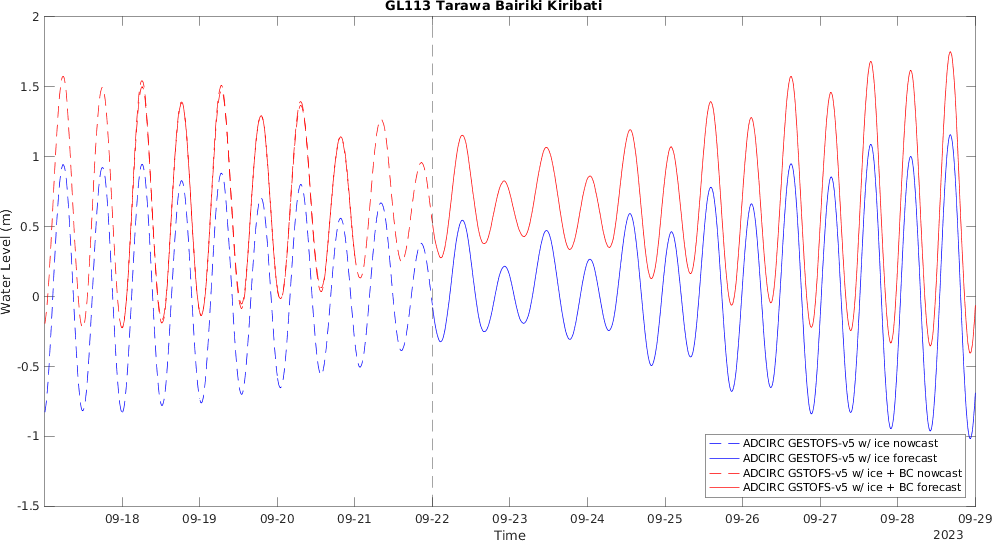 GL113 Tarawa Bairiki Kiribati
2
1.5
1
0.5
0
-0.5
-1
-1.5
Water Level (m)
ADCIRC GESTOFS-v5 w/ ice nowcast
ADCIRC GESTOFS-v5 w/ ice forecast
ADCIRC GSTOFS-v5 w/ ice + BC nowcast
ADCIRC GSTOFS-v5 w/ ice + BC forecast
09-18 09-19 09-20 09-21 09-22 09-23 09-24 09-25 09-26 09-27 09-28 09-29
Time
2023